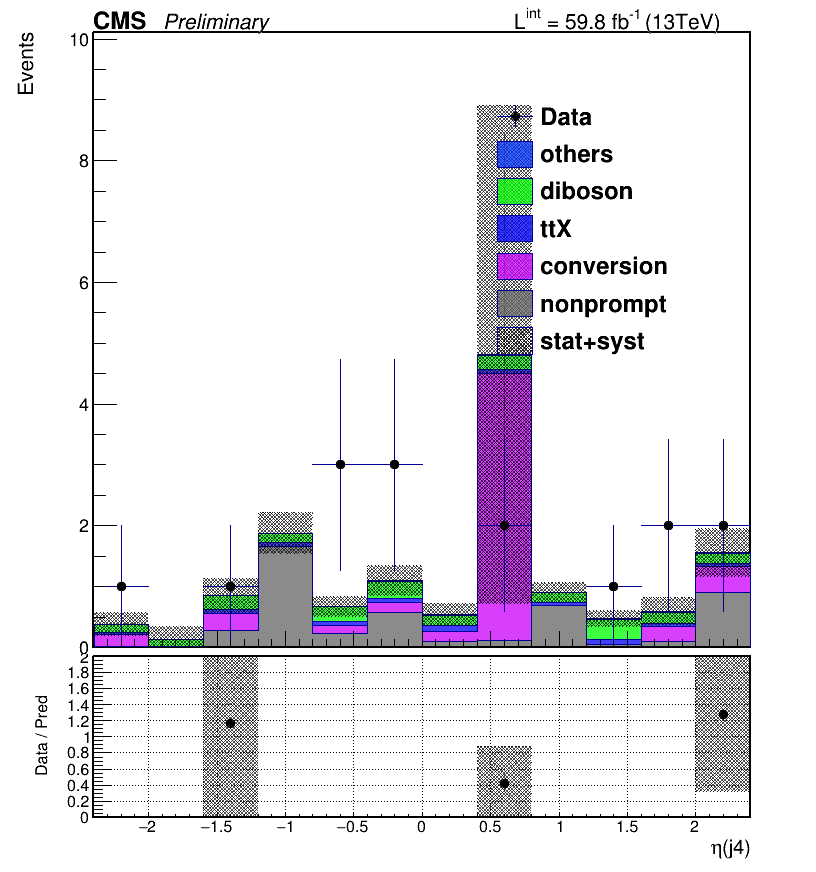 CMS Preliminary L^int = 59.8 fb^-1 (13TeV)
Events
10
8
6
4
2
0
Data
others
diboson
ttX
conversion
nonprompt
stat+syst
Data / Pred
2
1.8
1.6
1.4
1.2
1
0.8
0.6
0.4
0.2
0
−2 −1.5 −1 −0.5 0 0.5 1 1.5 2
η(j4)